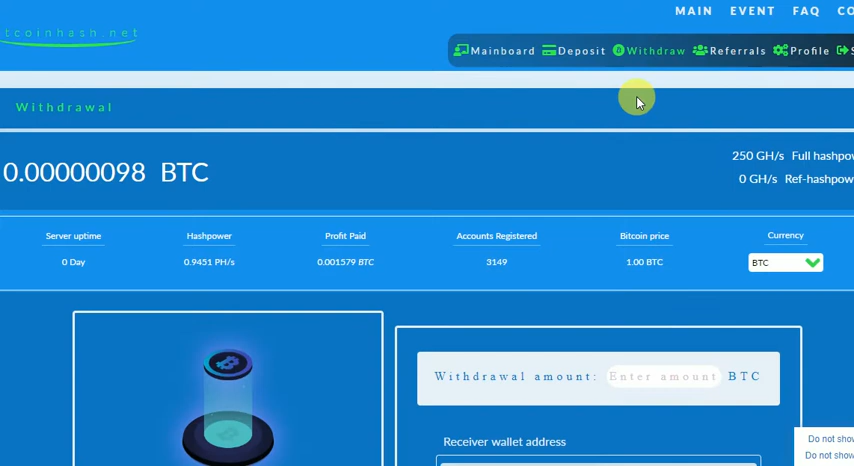 MAIN EVENT FAQ CO
tcoinhash.net
Mainboard Deposit Withdraw Referrals Profile S
Withdrawal
0.00000098 BTC
250 GH/s Full hashpow
0 GH/s Ref-hashpow
Server uptime Hashpower Profit Paid Accounts Registered Bitcoin price Currency
0 Day 0.9451 PH/s 0.001579 BTC 3149 1.00 BTC BTC
Withdrawal amount: Enter amount BTC
Receiver wallet address
Do not show
Do not show